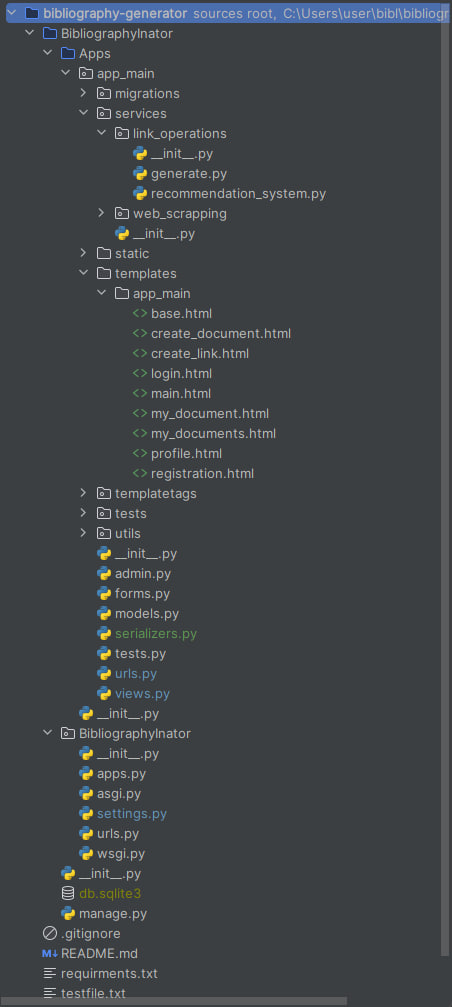 bibliography-generator sources root, C:\Users\user\bibl\bibliogr
BibliographyInator
Apps
app_main
migrations
services
link_operations
__init__.py
generate.py
recommendation_system.py
web_scrapping
__init__.py
static
templates
app_main
<> base.html
<> create_document.html
<> create_link.html
<> login.html
<> main.html
<> my_document.html
<> my_documents.html
<> profile.html
<> registration.html
templatetags
tests
utils
__init__.py
admin.py
forms.py
models.py
serializers.py
tests.py
urls.py
views.py
__init__.py
BibliographyInator
__init__.py
apps.py
asgi.py
settings.py
urls.py
wsgi.py
__init__.py
db.sqlite3
manage.py
.gitignore
M↓ README.md
requirments.txt
testfile.txt